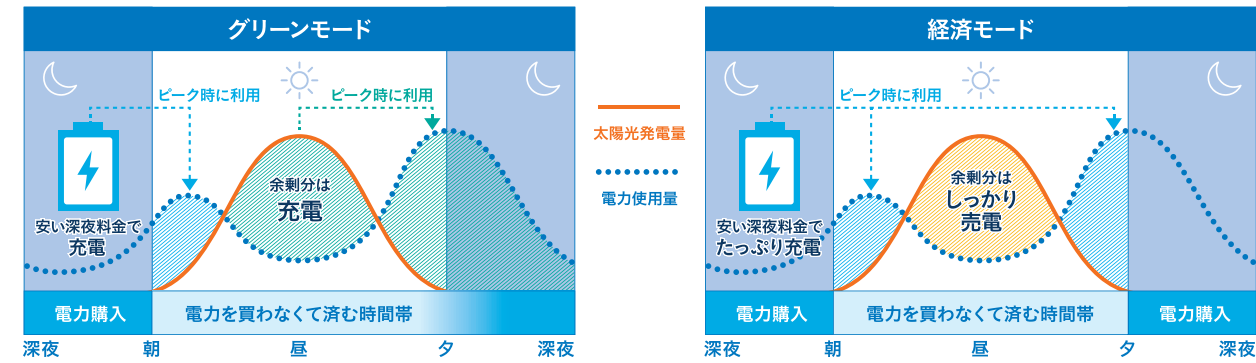 グリーンモード
ピーク時に利用
ピーク時に利用
余剰分は
充電
安い深夜料金で
充電
電力購入
電力を買わなくて済む時間帯
深夜
朝
昼
夕
深夜
太陽光発電量
電力使用量
経済モード
ピーク時に利用
余剰分は
しっかり
売電
安い深夜料金で
たっぷり充電
電力購入
電力を買わなくて済む時間帯
電力購入
深夜
朝
昼
夕
深夜